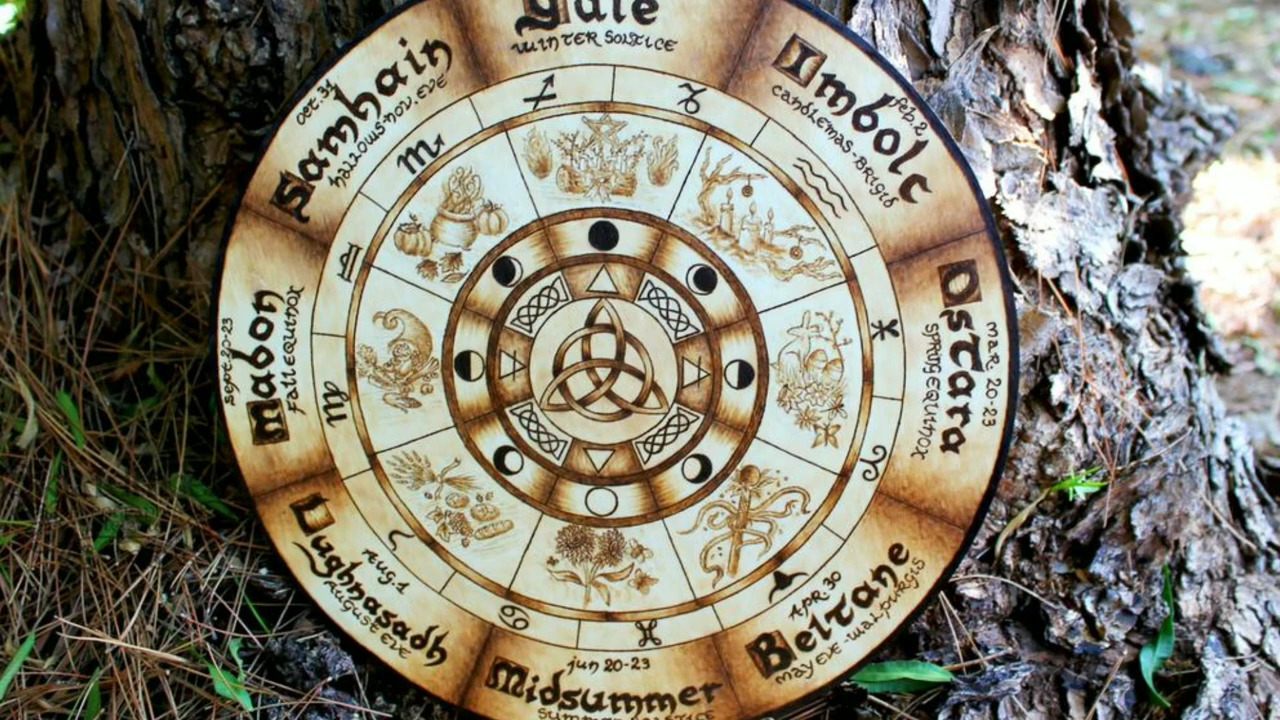 Yule
WINTER SOLSTICE
Imbolc
Feb. 2
Candlemas-Brigid
Ostara
Mar. 20-23
Spring Equinox
Beltane
Apr. 30
May Eve-Walpurgis
Midsummer
jun 20-23
Summer Solstice
Lughnasadh
Aug. 1
August Eve
Mabon
Sept. 20-23
Fall Equinox
Samhain
Oct. 31
Hallows-Nov. Eve